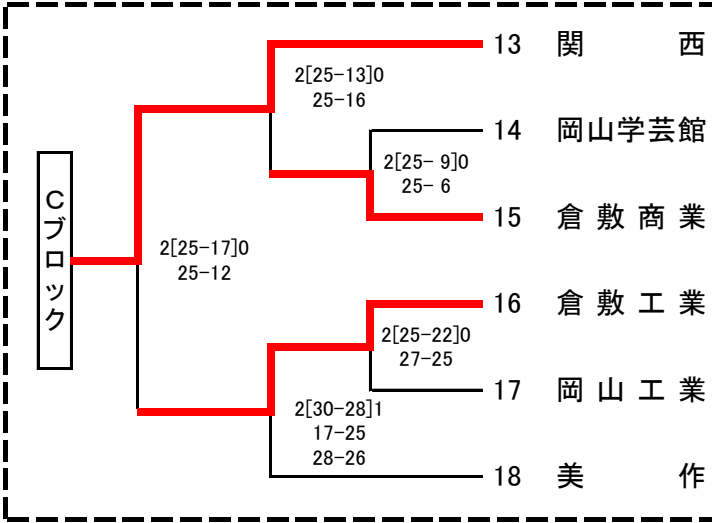 13 関 西
2[25-13]0
25-16
14 岡山学芸館
2[25- 9]0
25- 6
15 倉敷商業
Cブロック
2[25-17]0
25-12
16 倉敷工業
2[25-22]0
27-25
17 岡山工業
2[30-28]1
17-25
28-26
18 美 作